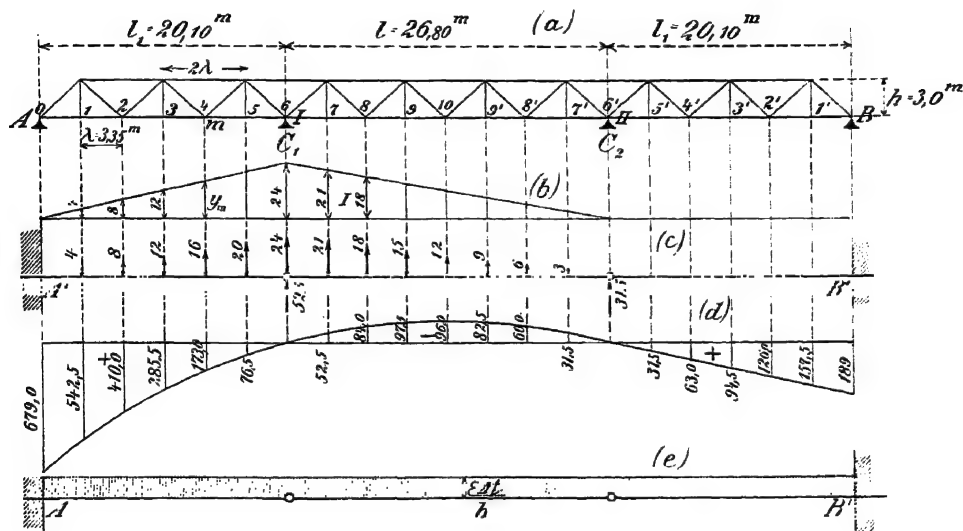 l₁=20,10ᵐ l=26,80ᵐ (a) l₁=20,10ᵐ
2λ
h=3,0ᵐ
A 0 1 2 3 4 5 6 I 7 8 9 10 9' 8' 7' 6' II 5' 4' 3' 2' 1' B
λ=3,35ᵐ m C₁ C₂
(b)
8 12 yₘ 24 21 I 18
(c)
4 8 12 16 20 24 21 18 15 12 9 6 3
A' 52,5 31,5 B'
(d)
84,0 97,5 96,0 82,5 60,0
679,0 542,5 + 410,0 285,5 173,0 76,5 52,5 31,5 31,5 63,0 + 94,5 120,0 157,5 189
(e)
εΔt
h
A B'